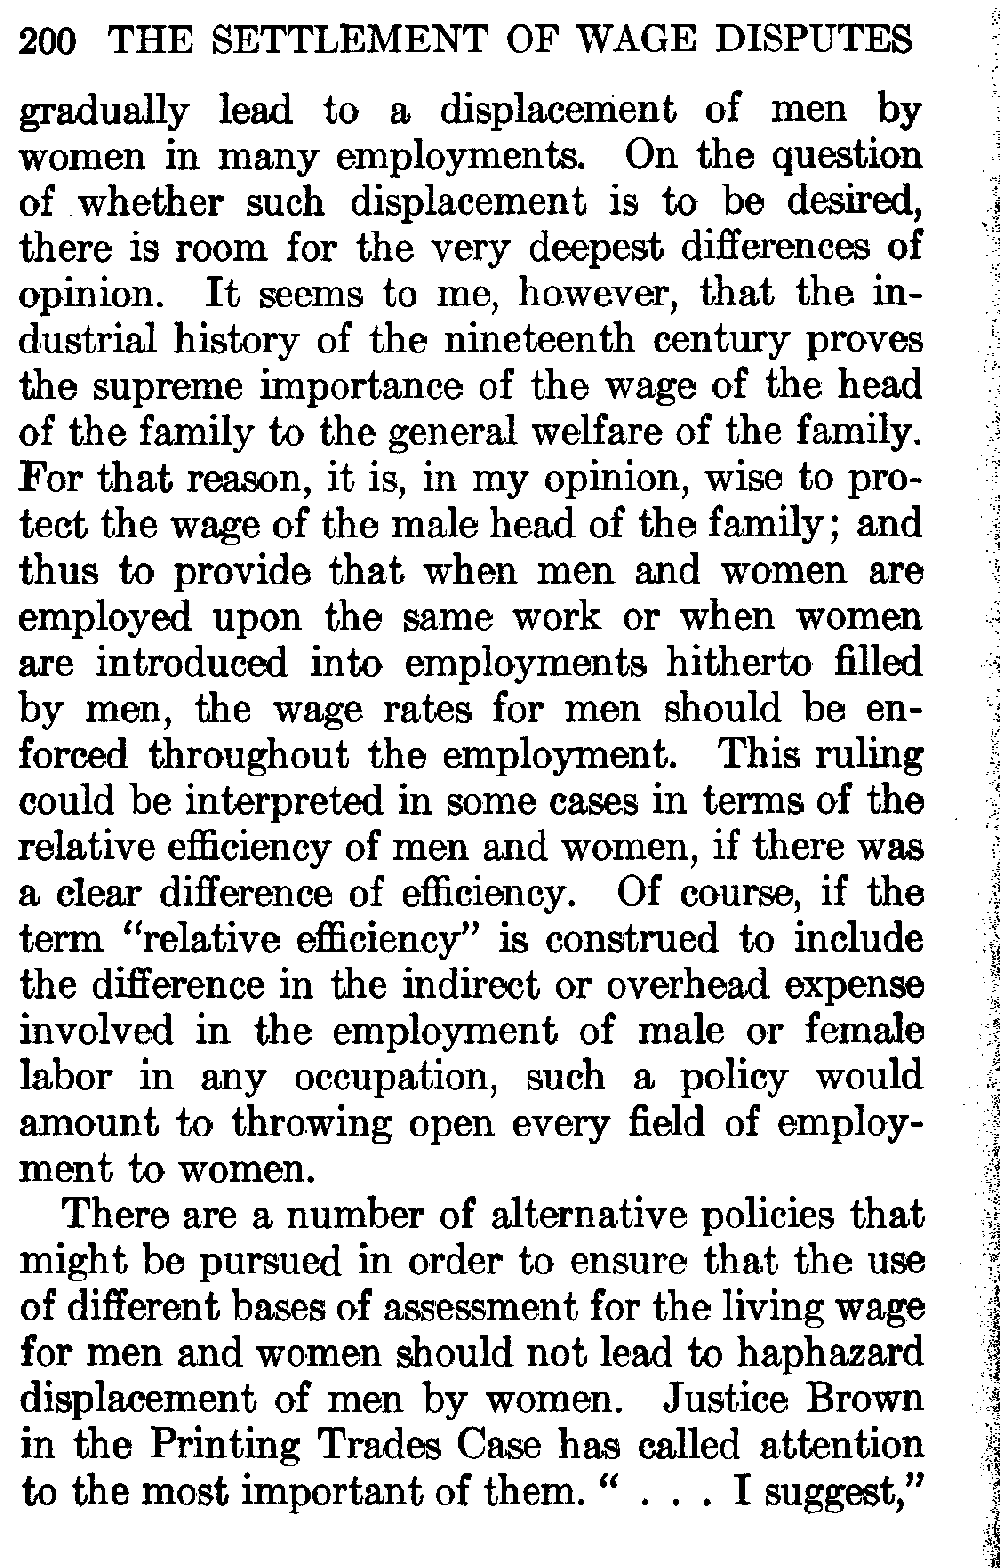 200 THE SETTLEMENT OF WAGE DISPUTES
gradually lead to a displacement of men by
women in many employments. On the question
of whether such displacement is to be desired,
there is room for the very deepest differences of
opinion. It seems to me, however, that the in-
dustrial history of the nineteenth century proves
the supreme importance of the wage of the head
of the family to the general welfare of the family.
For that reason, it is, in my opinion, wise to pro-
tect the wage of the male head of the family; and
thus to provide that when men and women are
employed upon the same work or when women
are introduced into employments hitherto filled
by men, the wage rates for men should be en-
forced throughout the employment. This ruling
could be interpreted in some cases in terms of the
relative efficiency of men and women, if there was
a clear difference of efficiency. Of course, if the
term "relative efficiency" is construed to include
the difference in the indirect or overhead expense
involved in the employment of male or female
labor in any occupation, such a policy would
amount to throwing open every field of employ-
ment to women.
There are a number of alternative policies that
might be pursued in order to ensure that the use
of different bases of assessment for the living wage
for men and women should not lead to haphazard
displacement of men by women. Justice Brown
in the Printing Trades Case has called attention
to the most important of them. " . . . I suggest,"